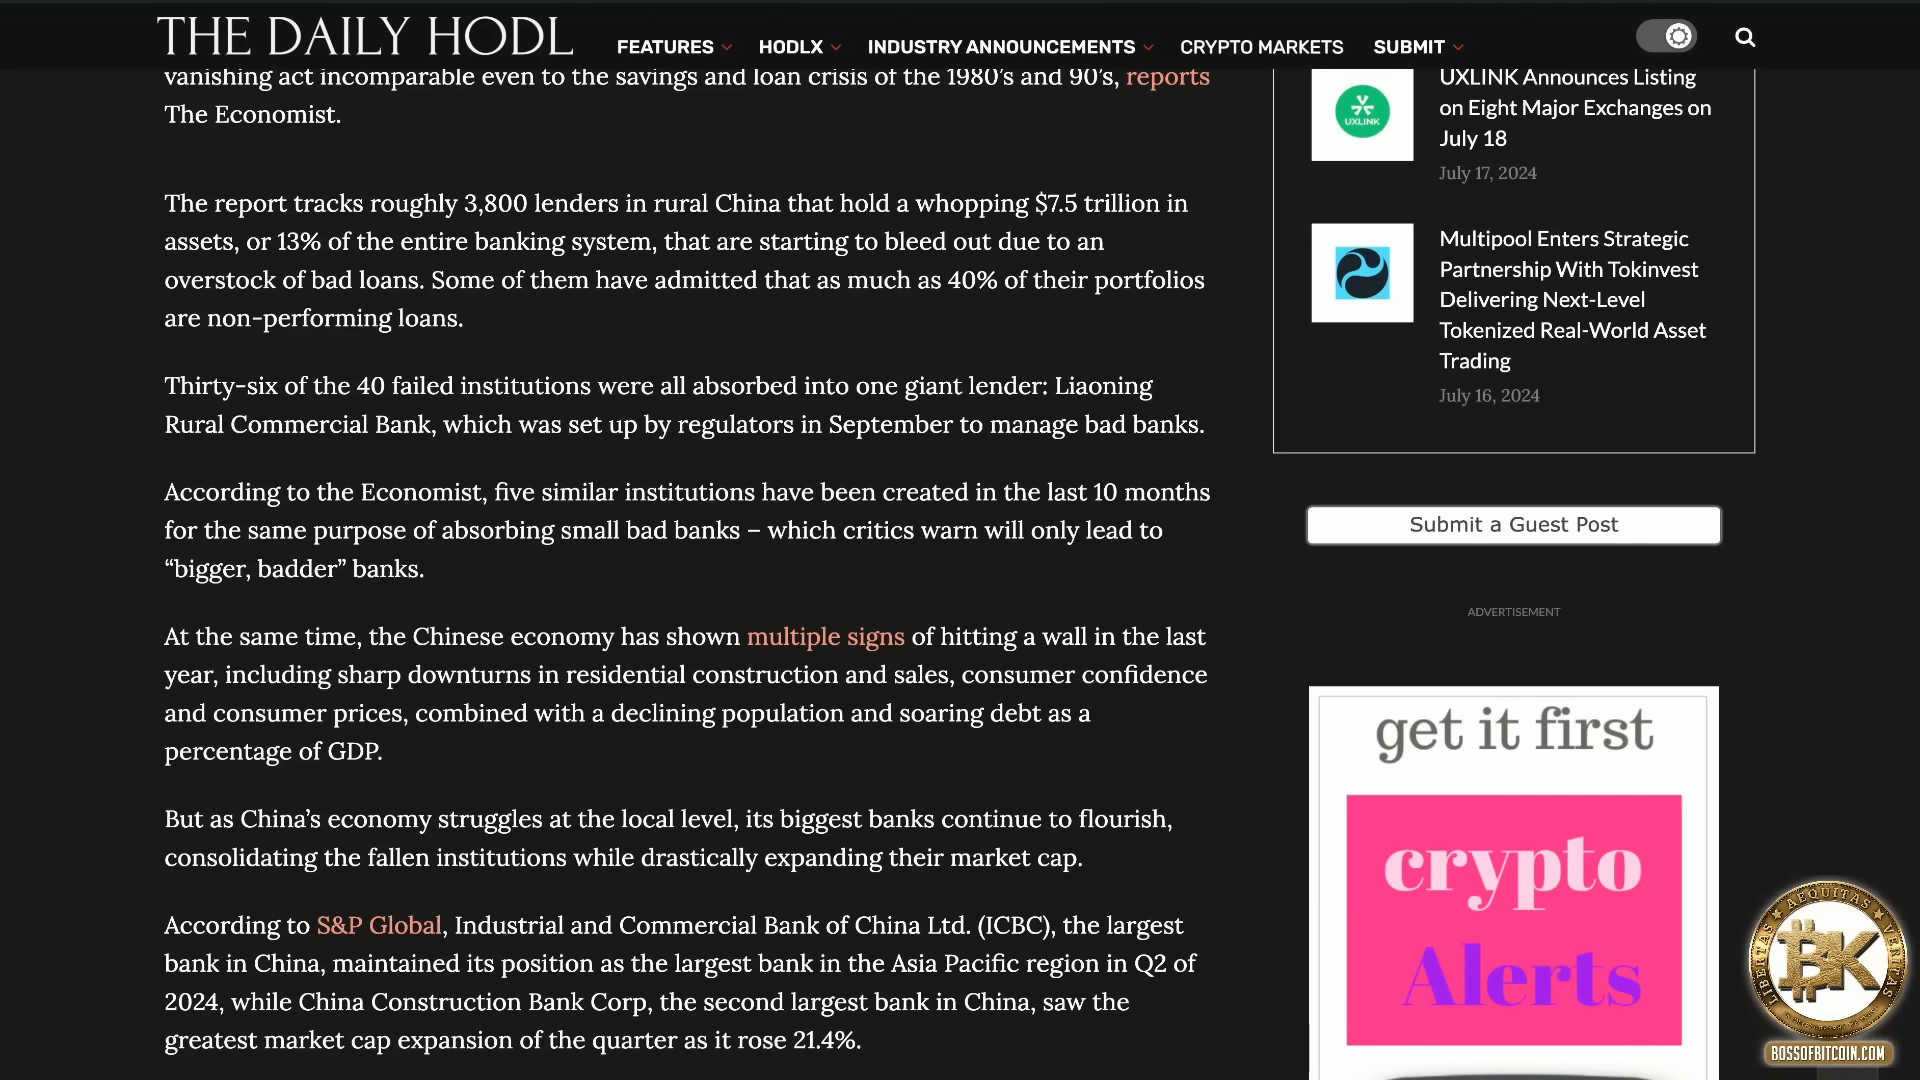 THE DAILY HODL
FEATURES
HODLX
INDUSTRY ANNOUNCEMENTS
CRYPTO MARKETS
SUBMIT
vanishing act incomparable even to the savings and loan crisis of the 1980's and 90's, reports
The Economist.
The report tracks roughly 3,800 lenders in rural China that hold a whopping $7.5 trillion in
assets, or 13% of the entire banking system, that are starting to bleed out due to an
overstock of bad loans. Some of them have admitted that as much as 40% of their portfolios
are non-performing loans.
Thirty-six of the 40 failed institutions were all absorbed into one giant lender: Liaoning
Rural Commercial Bank, which was set up by regulators in September to manage bad banks.
According to the Economist, five similar institutions have been created in the last 10 months
for the same purpose of absorbing small bad banks – which critics warn will only lead to
“bigger, badder” banks.
At the same time, the Chinese economy has shown multiple signs of hitting a wall in the last
year, including sharp downturns in residential construction and sales, consumer confidence
and consumer prices, combined with a declining population and soaring debt as a
percentage of GDP.
But as China’s economy struggles at the local level, its biggest banks continue to flourish,
consolidating the fallen institutions while drastically expanding their market cap.
According to S&P Global, Industrial and Commercial Bank of China Ltd. (ICBC), the largest
bank in China, maintained its position as the largest bank in the Asia Pacific region in Q2 of
2024, while China Construction Bank Corp, the second largest bank in China, saw the
greatest market cap expansion of the quarter as it rose 21.4%.
UXLINK
UXLINK Announces Listing
on Eight Major Exchanges on
July 18
July 17, 2024
Multipool Enters Strategic
Partnership With Tokinvest
Delivering Next-Level
Tokenized Real-World Asset
Trading
July 16, 2024
Submit a Guest Post
ADVERTISEMENT
get it first
crypto
Alerts
LIBERTAS AEQUITAS VERITAS
BK
BOSSOFBITCOIN.COM